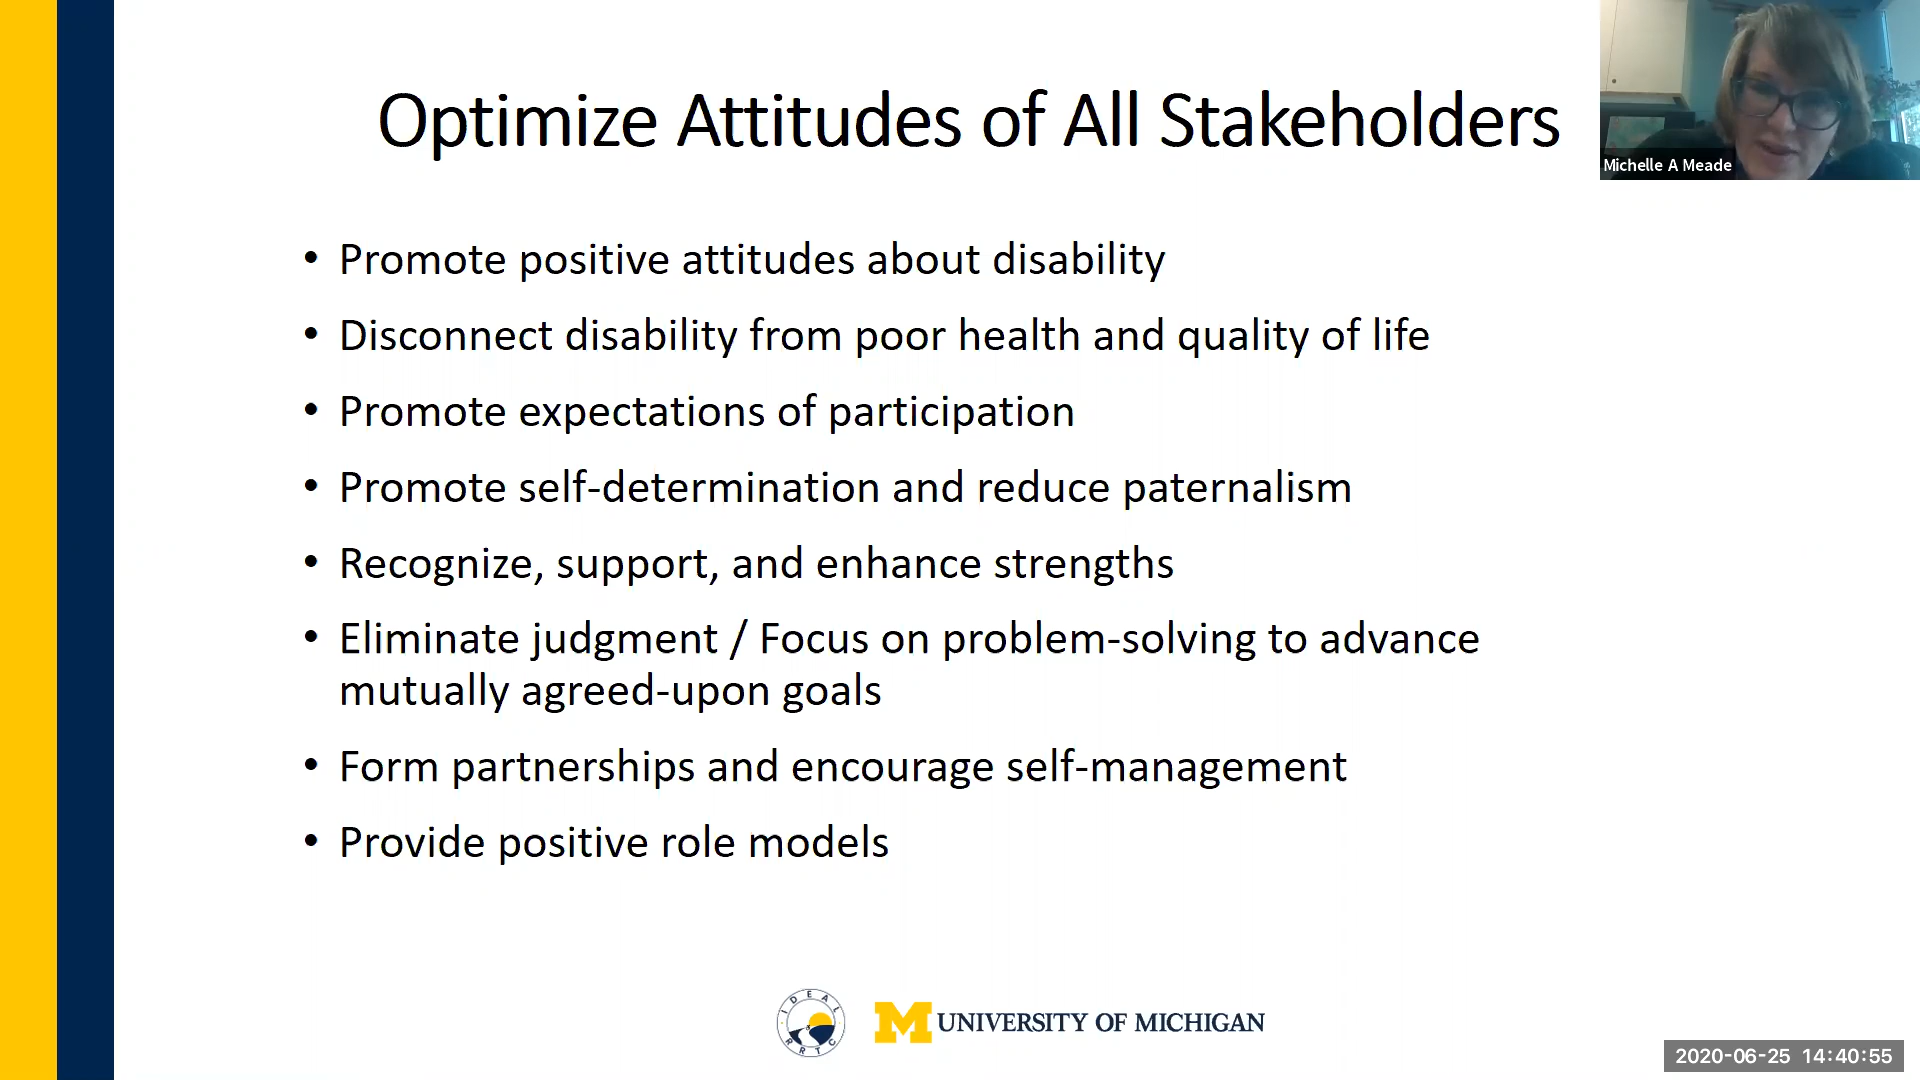 Optimize Attitudes of All Stakeholders
Michelle A Meade
• Promote positive attitudes about disability
• Disconnect disability from poor health and quality of life
• Promote expectations of participation
• Promote self-determination and reduce paternalism
• Recognize, support, and enhance strengths
• Eliminate judgment / Focus on problem-solving to advance
mutually agreed-upon goals
• Form partnerships and encourage self-management
• Provide positive role models
IDEAL
RRTC
M UNIVERSITY OF MICHIGAN
2020-06-25 14:40:55